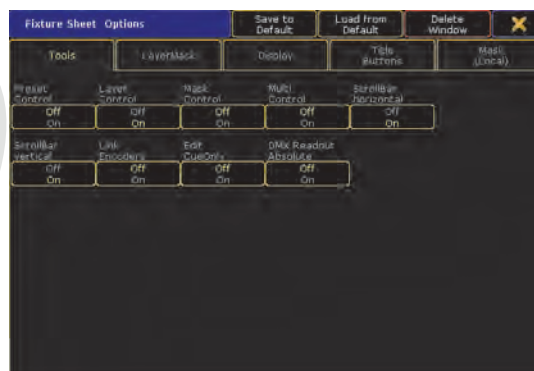 Fixture Sheet Options
Save to Default
Load from Default
Delete Window
Tools
LayerMask
Display
Title Buttons
Mask (Local)
Preset Control
Off
On
Layer Control
Off
On
Mask Control
Off
On
Multi Control
Off
On
ScrollBar horizontal
Off
On
ScrollBar vertical
Off
On
Link Encoders
Off
On
Edit CueOnly
Off
On
DMX Readout Absolute
Off
On